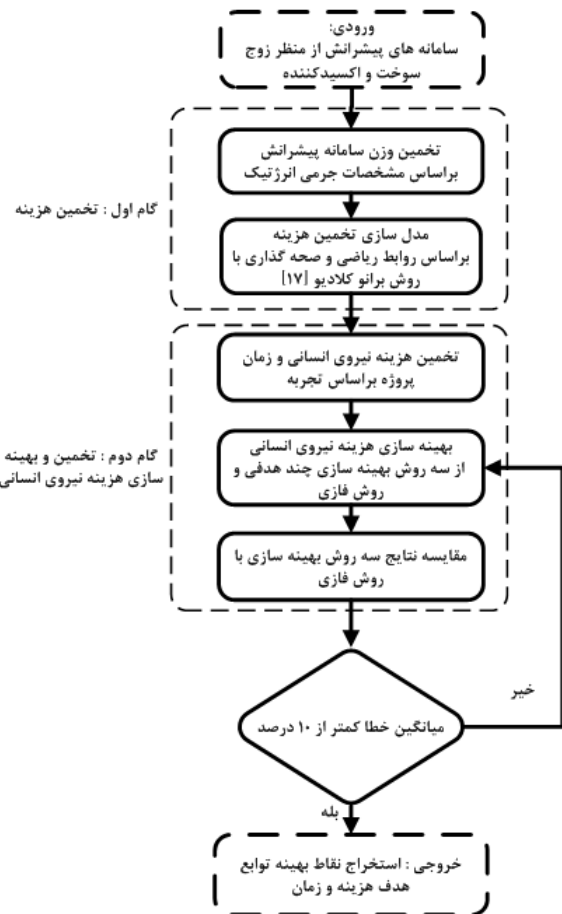 ورودی:
سامانه های پیشرانش از منظر زوج
سوخت و اکسیدکننده
گام اول : تخمین هزینه
تخمین وزن سامانه پیشرانش
براساس مشخصات جرمی انرژتیک
مدل سازی تخمین هزینه
براساس روابط ریاضی و صحه گذاری با
روش برانو کلادیو [۱۷]
گام دوم : تخمین و بهینه
سازی هزینه نیروی انسانی
تخمین هزینه نیروی انسانی و زمان
پروژه براساس تجربه
بهینه سازی هزینه نیروی انسانی
از سه روش بهینه سازی چند هدفی و
روش فازی
مقایسه نتایج سه روش بهینه سازی با
روش فازی
میانگین خطا کمتر از ۱۰ درصد
خیر
بله
خروجی : استخراج نقاط بهینه توابع
هدف هزینه و زمان